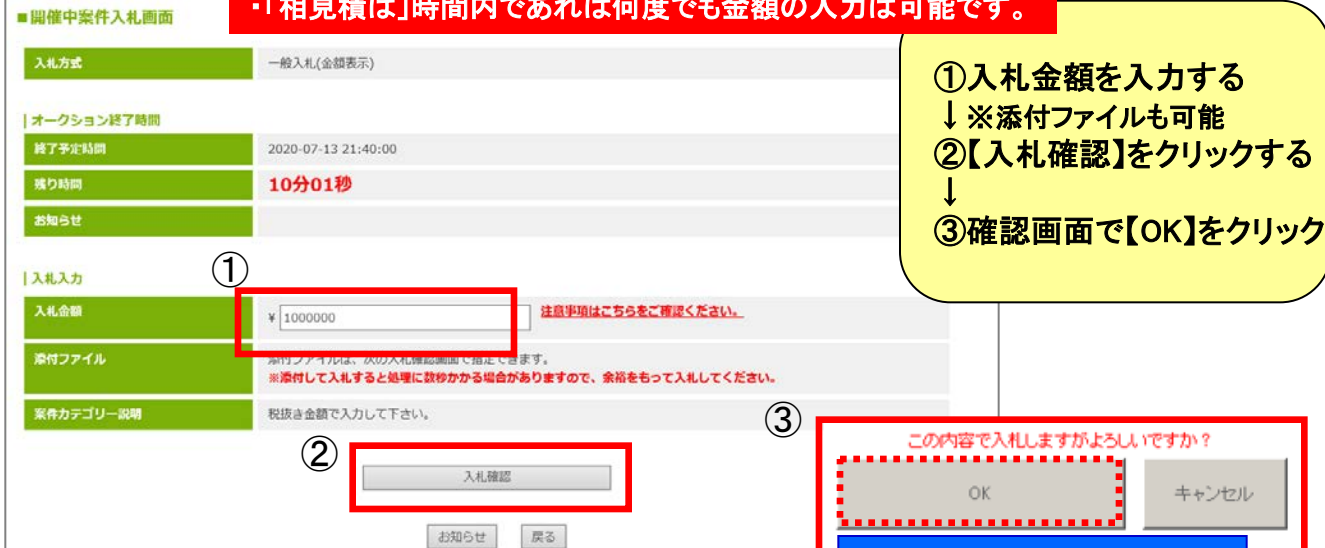 ・「相見積は」時間内であれば何度でも金額の入力は可能です。
■開催中案件入札画面
入札方式 一般入札(金額表示)
オークション終了時間
終了予定時間 2020-07-13 21:40:00
残り時間 10分01秒
お知らせ
入札入力
①
入札金額 ¥ 1000000 注意事項はこちらをご確認ください。
添付ファイル 添付ファイルは、次の入札確認画面で指定できます。
※添付して入札すると処理に数秒かかる場合がありますので、余裕をもって入札してください。
案件カテゴリー説明 税抜き金額で入力して下さい。
②
入札確認
お知らせ 戻る
①入札金額を入力する
↓※添付ファイルも可能
②【入札確認】をクリックする
↓
③確認画面で【OK】をクリック
③
この内容で入札しますがよろしいですか？
OK キャンセル